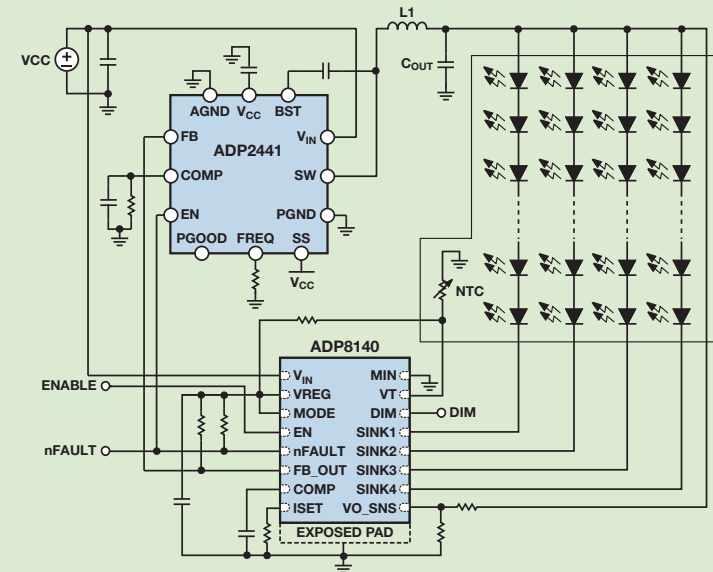 L1
VCC
COUT
AGND VCC BST
FB
VIN
ADP2441
COMP
SW
EN
PGND
PGOOD FREQ SS
VCC
NTC
ADP8140
VIN
MIN
ENABLE
VREG
VT
MODE
DIM
DIM
EN
SINK1
nFAULT
nFAULT
SINK2
FB_OUT
SINK3
COMP
SINK4
ISET
VO_SNS
EXPOSED PAD